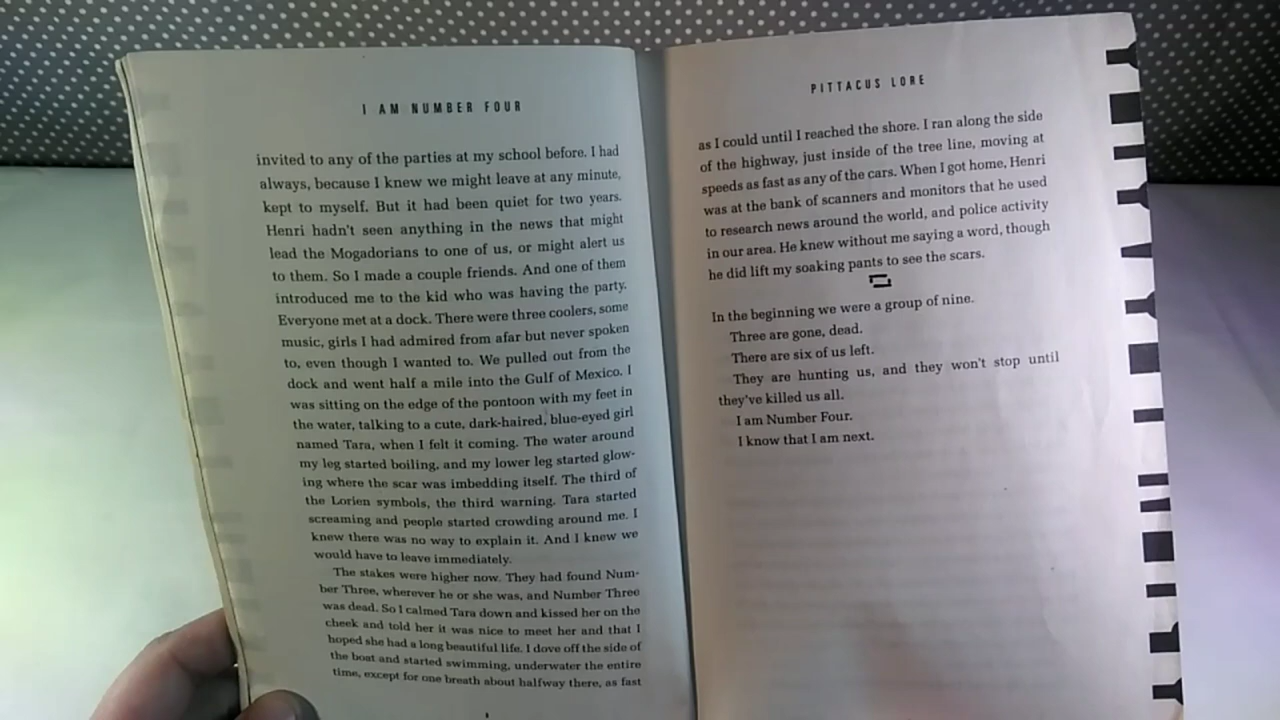 I AM NUMBER FOUR
invited to any of the parties at my school before. I had
always, because I knew we might leave at any minute,
kept to myself. But it had been quiet for two years.
Henri hadn't seen anything in the news that might
lead the Mogadorians to one of us, or might alert us
to them. So I made a couple friends. And one of them
introduced me to the kid who was having the party.
Everyone met at a dock. There were three coolers, some
music, girls I had admired from afar but never spoken
to, even though I wanted to. We pulled out from the
dock and went half a mile into the Gulf of Mexico. I
was sitting on the edge of the pontoon with my feet in
the water, talking to a cute, dark-haired, blue-eyed girl
named Tara, when I felt it coming. The water around
my leg started boiling, and my lower leg started glow-
ing where the scar was imbedding itself. The third of
the Lorien symbols, the third warning. Tara started
screaming and people started crowding around me. I
knew there was no way to explain it. And I knew we
would have to leave immediately.
The stakes were higher now. They had found Num-
ber Three, wherever he or she was, and Number Three
was dead. So I calmed Tara down and kissed her on the
cheek and told her it was nice to meet her and that I
hoped she had a long beautiful life. I dove off the side of
the boat and started swimming, underwater the entire
time, except for one breath about halfway there, as fast
PITTACUS LORE
as I could until I reached the shore. I ran along the side
of the highway, just inside of the tree line, moving at
speeds as fast as any of the cars. When I got home, Henri
was at the bank of scanners and monitors that he used
to research news around the world, and police activity
in our area. He knew without me saying a word, though
he did lift my soaking pants to see the scars.
In the beginning we were a group of nine.
Three are gone, dead.
There are six of us left.
They are hunting us, and they won't stop until
they've killed us all.
I am Number Four.
I know that I am next.